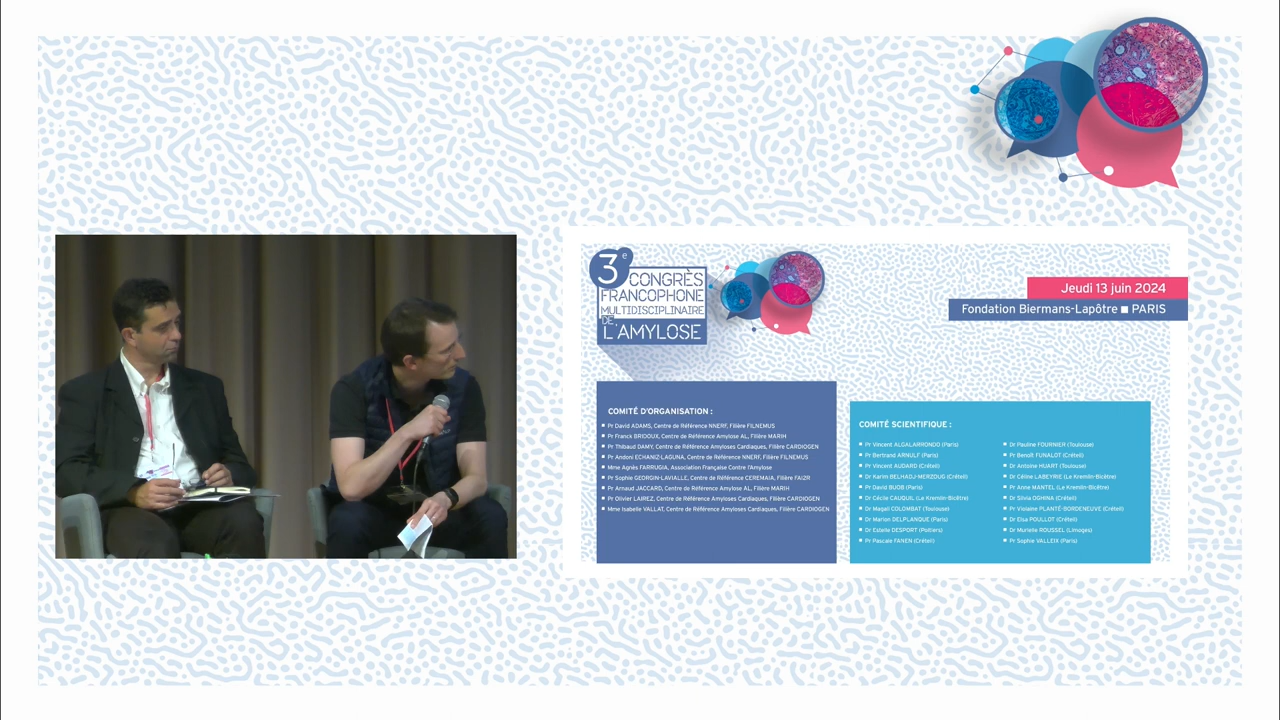 3e
CONGRÈS
FRANCOPHONE
MULTIDISCIPLINAIRE
DE
L'AMYLOSE
Jeudi 13 juin 2024
Fondation Biermans-Lapôtre ■ PARIS
COMITÉ D'ORGANISATION :
Pr David ADAMS, Centre de Référence NNERF, Filière FILNEMUS
Pr Franck BRIDOUX, Centre de Référence Amylose AL, Filière MARIH
Pr Thibaud DAMY, Centre de Référence Amyloses Cardiaques, Filière CARDIOGEN
Pr Andoni ECHANIZ-LAGUNA, Centre de Référence NNERF, Filière FILNEMUS
Mme Agnès FARRUGIA, Association Française Contre l'Amylose
Pr Sophie GEORGIN-LAVIALLE, Centre de Référence CEREMAIA, Filière FAI2R
Pr Arnaud JACCARD, Centre de Référence Amylose AL, Filière MARIH
Pr Olivier LAIREZ, Centre de Référence Amyloses Cardiaques, Filière CARDIOGEN
Mme Isabelle VALLAT, Centre de Référence Amyloses Cardiaques, Filière CARDIOGEN
COMITÉ SCIENTIFIQUE :
Pr Vincent ALGALARRONDO (Paris)
Pr Bertrand ARNULF (Paris)
Pr Vincent AUDARD (Créteil)
Dr Karim BELHADJ-MERZOUG (Créteil)
Pr David BUOB (Paris)
Dr Cécile CAUQUIL (Le Kremlin-Bicêtre)
Dr Magali COLOMBAT (Toulouse)
Dr Marion DELPLANQUE (Paris)
Dr Estelle DESPORT (Poitiers)
Pr Pascale FANEN (Créteil)
Dr Pauline FOURNIER (Toulouse)
Pr Benoît FUNALOT (Créteil)
Dr Antoine HUART (Toulouse)
Dr Céline LABEYRIE (Le Kremlin-Bicêtre)
Pr Anne MANTEL (Le Kremlin-Bicêtre)
Dr Silvia OGHINA (Créteil)
Pr Violaine PLANTÉ-BORDENEUVE (Créteil)
Dr Elsa POULLOT (Créteil)
Dr Murielle ROUSSEL (Limoges)
Pr Sophie VALLEIX (Paris)